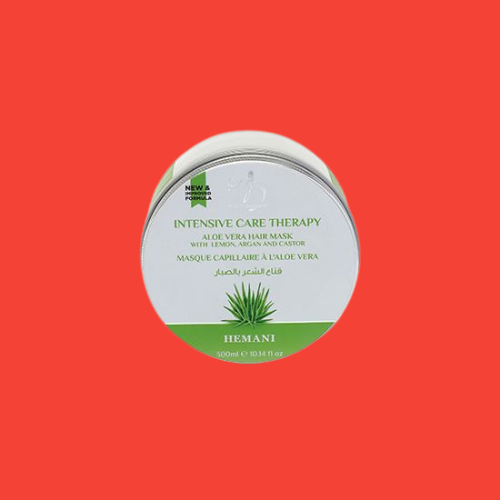 NEW &
IMPROVED
FORMULA
INTENSIVE CARE THERAPY
ALOE VERA HAIR MASK
WITH LEMON, ARGAN AND CASTOR
MASQUE CAPILLAIRE À L'ALOE VERA
قناع الشعر بالصبار
HEMANI
500ml e 10.14 fl oz